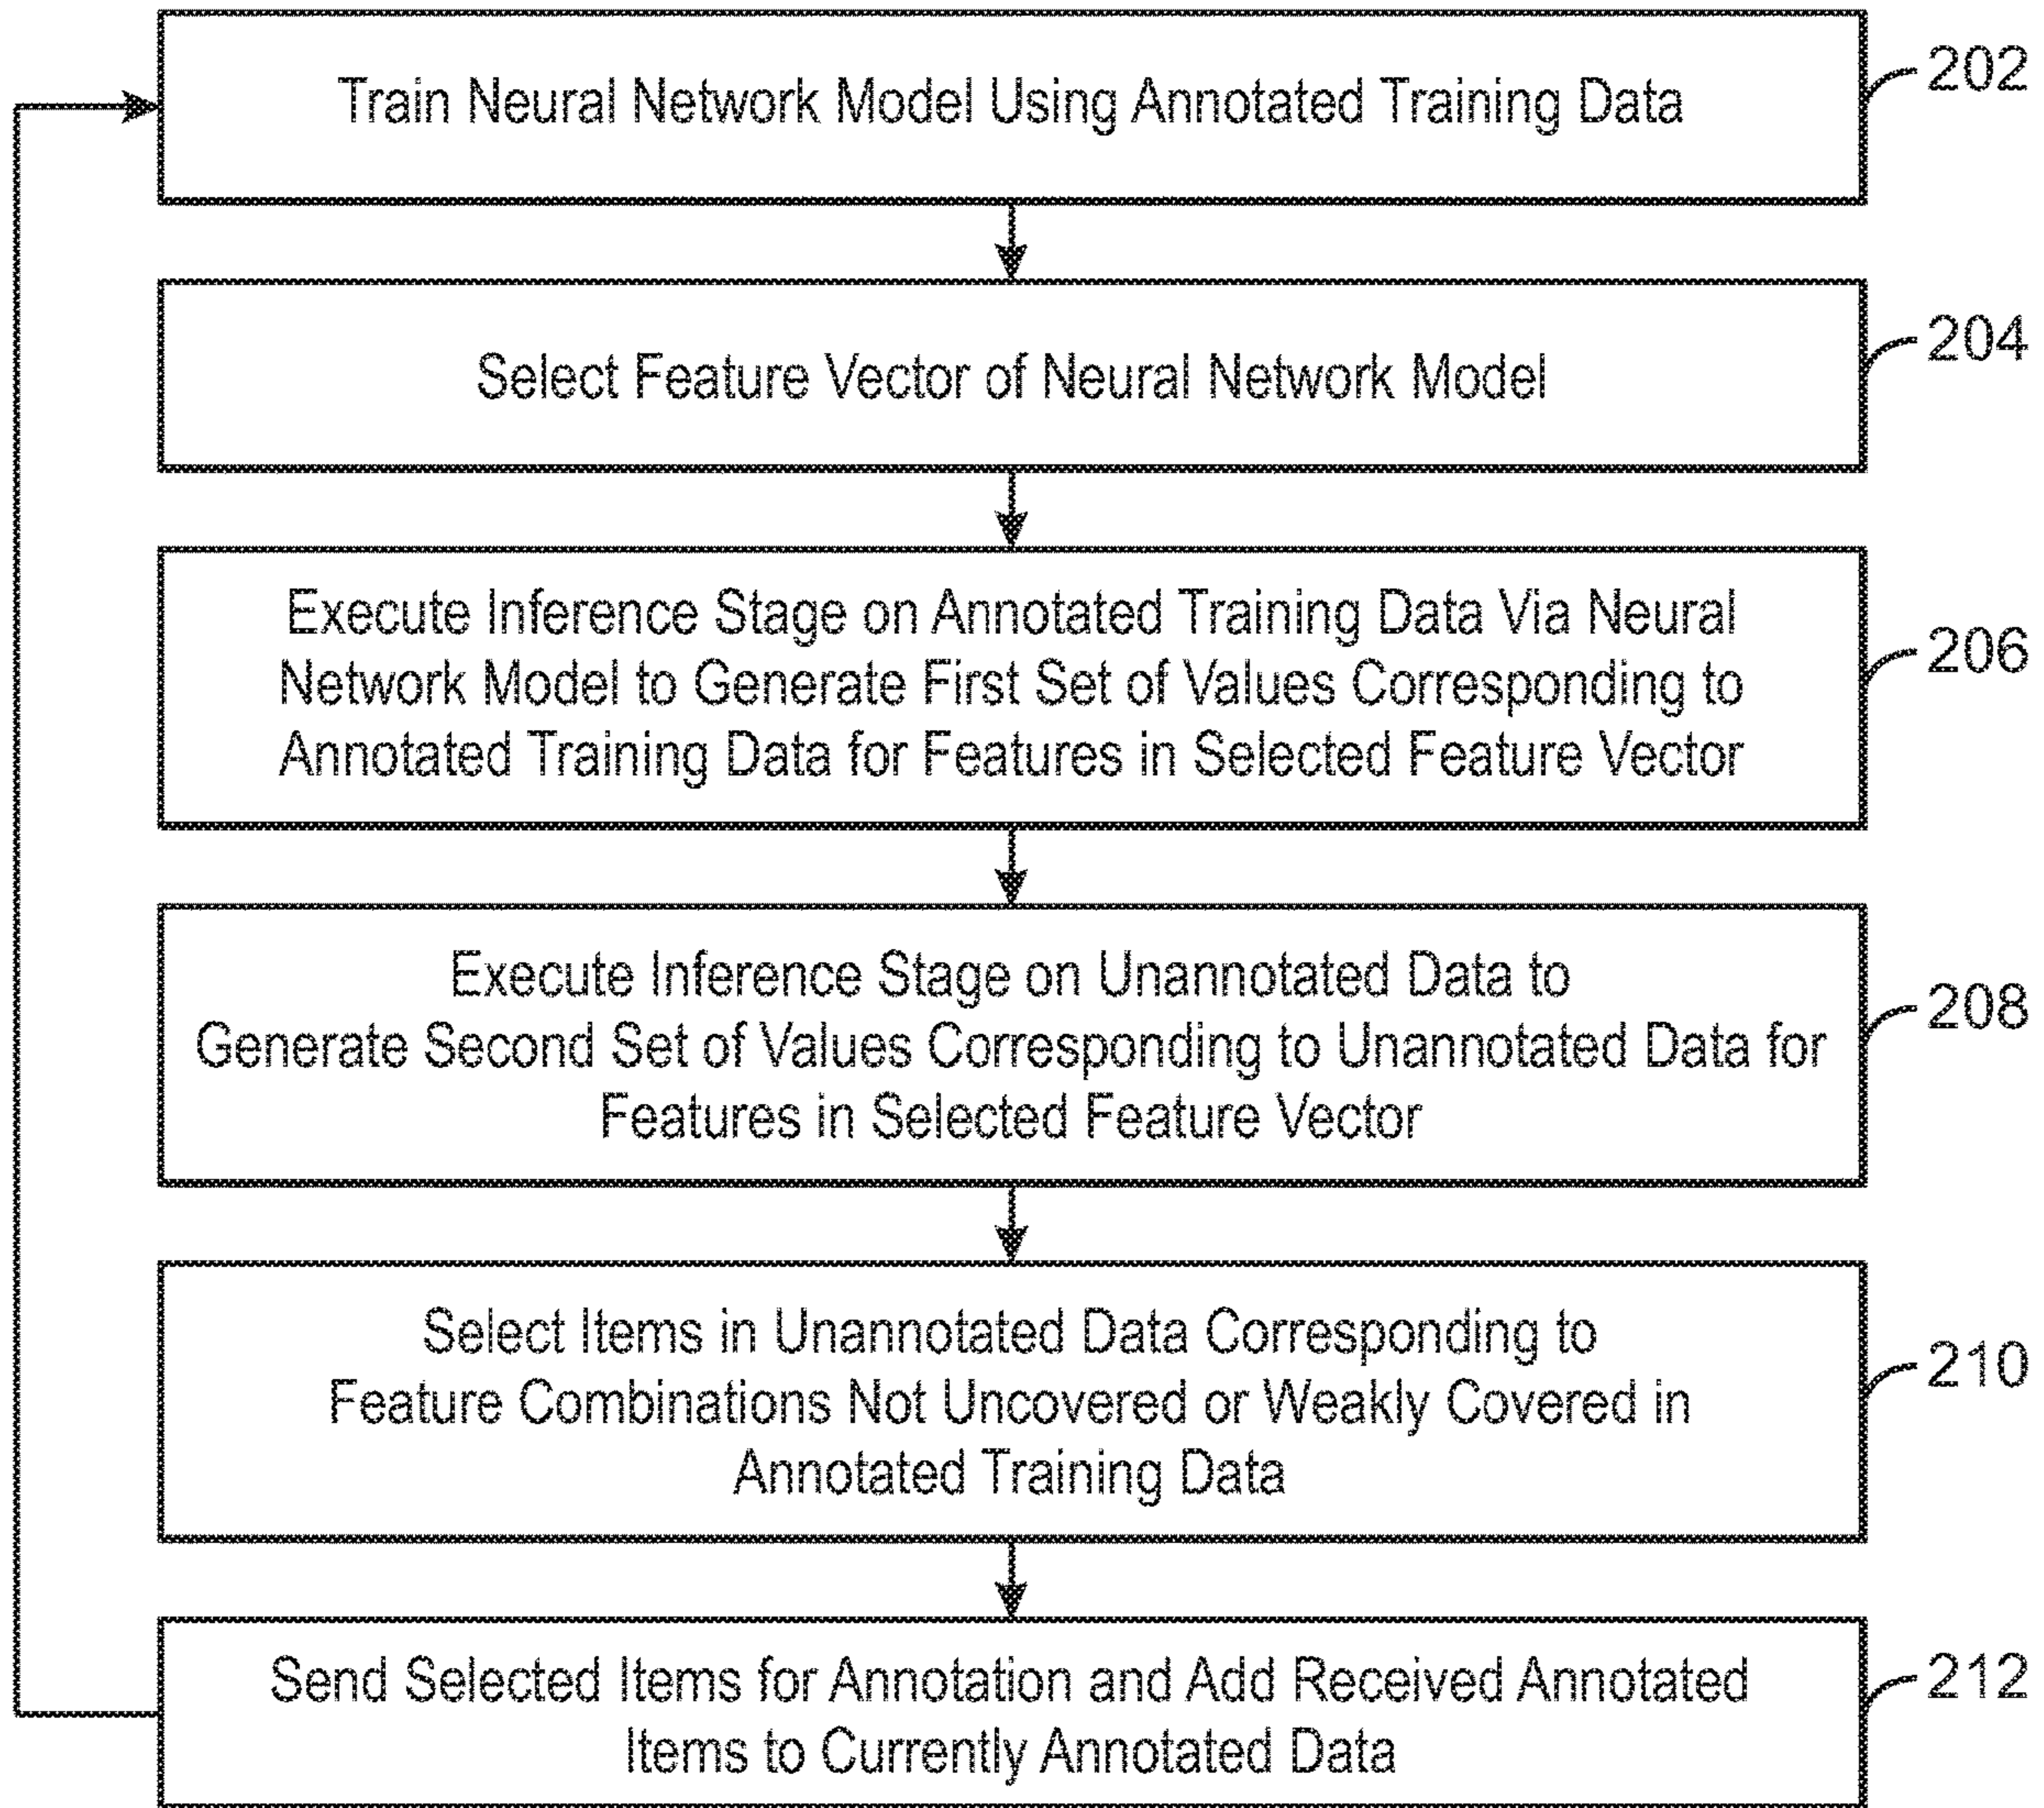 Train Neural Network Model Using Annotated Training Data
202
Select Feature Vector of Neural Network Model
204
Execute Inference Stage on Annotated Training Data Via Neural
Network Model to Generate First Set of Values Corresponding to
Annotated Training Data for Features in Selected Feature Vector
206
Execute Inference Stage on Unannotated Data to
Generate Second Set of Values Corresponding to Unannotated Data for
Features in Selected Feature Vector
208
Select Items in Unannotated Data Corresponding to
Feature Combinations Not Uncovered or Weakly Covered in
Annotated Training Data
210
Send Selected Items for Annotation and Add Received Annotated
Items to Currently Annotated Data
212